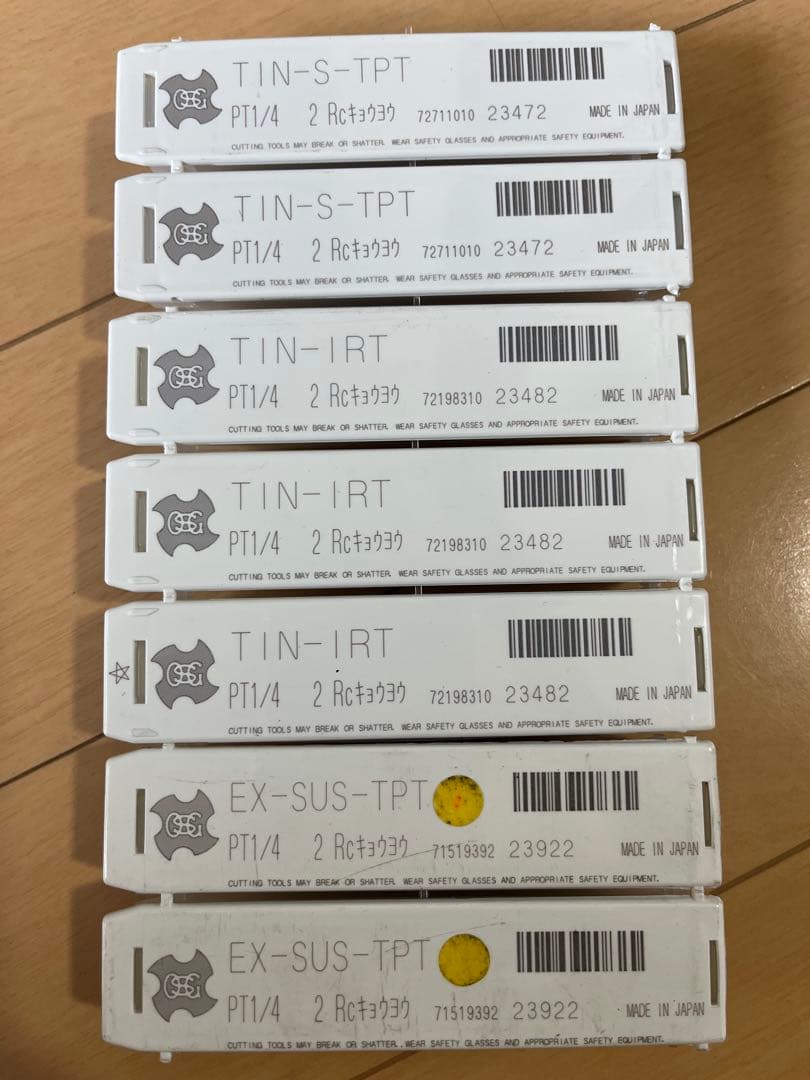 OSG
TIN-S-TPT
PT1/4 2 Rcｷｮｳﾖｳ 72711010 23472 MADE IN JAPAN
CUTTING TOOLS MAY BREAK OR SHATTER. WEAR SAFETY GLASSES AND APPROPRIATE SAFETY EQUIPMENT.
OSG
TIN-S-TPT
PT1/4 2 Rcｷｮｳﾖｳ 72711010 23472 MADE IN JAPAN
CUTTING TOOLS MAY BREAK OR SHATTER. WEAR SAFETY GLASSES AND APPROPRIATE SAFETY EQUIPMENT.
OSG
TIN-IRT
PT1/4 2 Rcｷｮｳﾖｳ 72198310 23482 MADE IN JAPAN
CUTTING TOOLS MAY BREAK OR SHATTER. WEAR SAFETY GLASSES AND APPROPRIATE SAFETY EQUIPMENT.
OSG
TIN-IRT
PT1/4 2 Rcｷｮｳﾖｳ 72198310 23482 MADE IN JAPAN
CUTTING TOOLS MAY BREAK OR SHATTER. WEAR SAFETY GLASSES AND APPROPRIATE SAFETY EQUIPMENT.
OSG
TIN-IRT
PT1/4 2 Rcｷｮｳﾖｳ 72198310 23482 MADE IN JAPAN
CUTTING TOOLS MAY BREAK OR SHATTER. WEAR SAFETY GLASSES AND APPROPRIATE SAFETY EQUIPMENT.
OSG
EX-SUS-TPT
PT1/4 2 Rcｷｮｳﾖｳ 71519392 23922 MADE IN JAPAN
CUTTING TOOLS MAY BREAK OR SHATTER. WEAR SAFETY GLASSES AND APPROPRIATE SAFETY EQUIPMENT.
OSG
EX-SUS-TPT
PT1/4 2 Rcｷｮｳﾖｳ 71519392 23922 MADE IN JAPAN
CUTTING TOOLS MAY BREAK OR SHATTER. WEAR SAFETY GLASSES AND APPROPRIATE SAFETY EQUIPMENT.